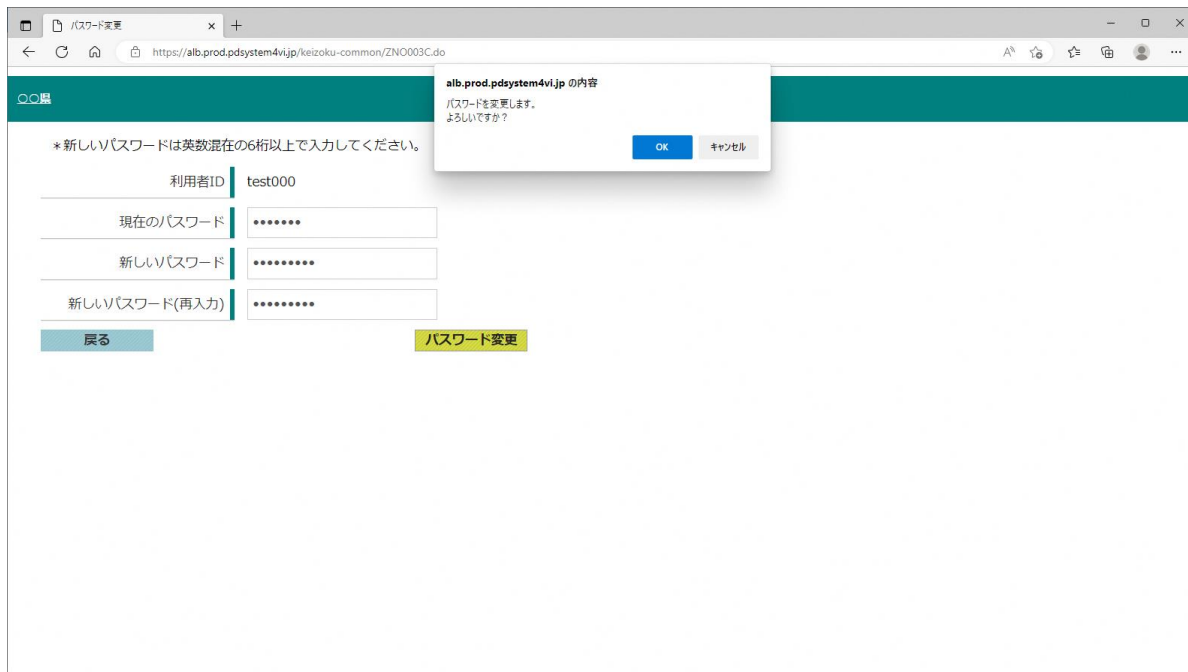 パスワード変更
https://alb.prod.pdsystem4vi.jp/keizoku-common/ZNO003C.do
alb.prod.pdsystem4vi.jp の内容
パスワードを変更します。
よろしいですか？
OK キャンセル
○○県
*新しいパスワードは英数混在の6桁以上で入力してください。
利用者ID test000
現在のパスワード •••••••
新しいパスワード •••••••••
新しいパスワード(再入力) •••••••••
戻る パスワード変更